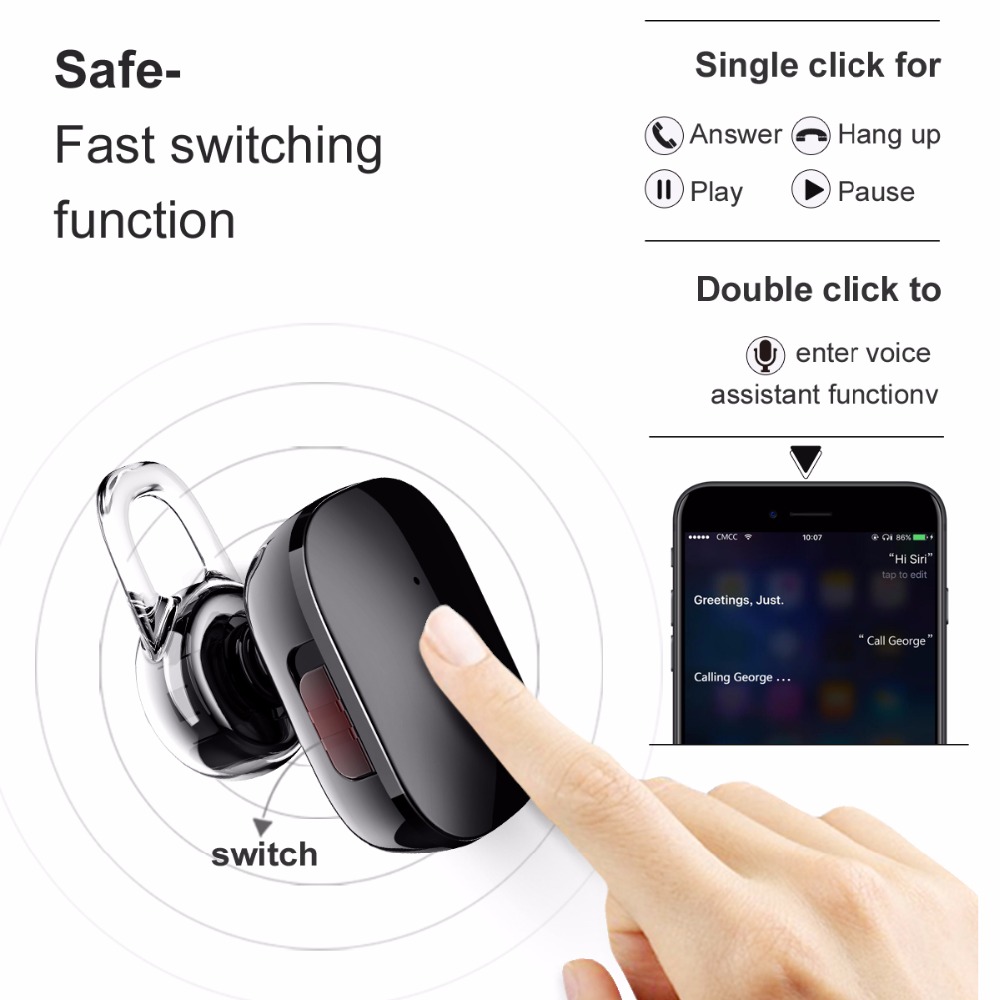 Safe-
Fast switching
function
Single click for
Answer Hang up
Play Pause
Double click to
enter voice
assistant functionv
CMCC 10:07 86%
“Hi Siri”
tap to edit
Greetings, Just.
“ Call George”
Calling George ...
switch